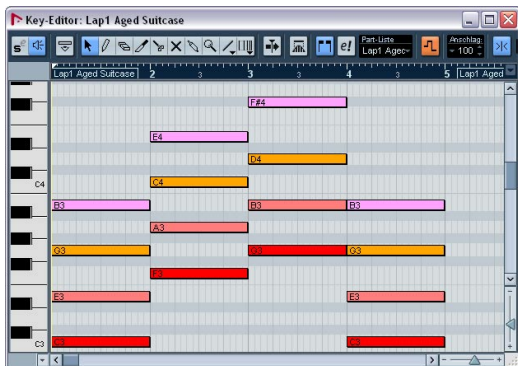 Key-Editor: Lap1 Aged Suitcase
e! Part-Liste Anschlag:
Lap1 Agec 100
Lap1 Aged Suitcase 2 3 3 3 4 3 5 Lap1 Aged
F#4
E4
D4
C4 C4
B3 B3 B3
A3
G3 G3 G3
F3
E3 E3
C3 C3 C3